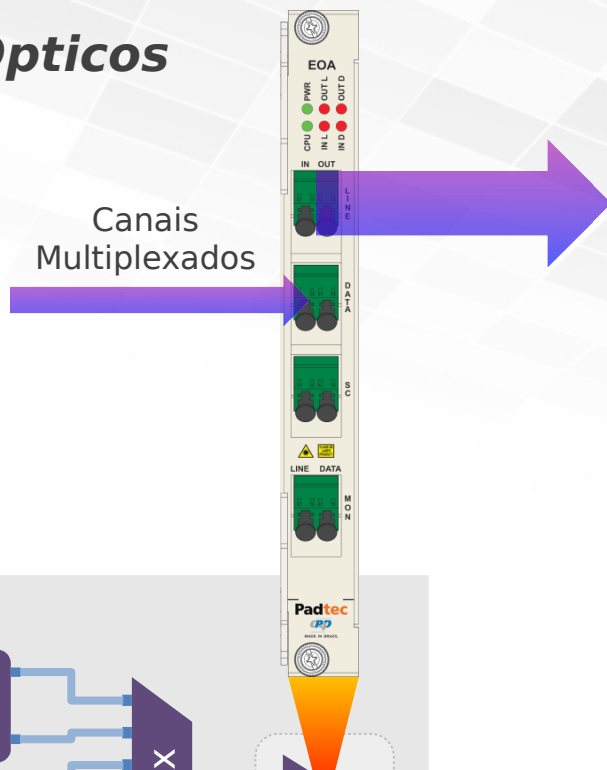 Ópticos
EOA
PWR
OUT L
OUT D
CPU
IN L
IN D
IN OUT
LINE
Canais
Multiplexados
DATA
SC
LINE DATA
MON
Padtec
MADE IN BRAZIL
X